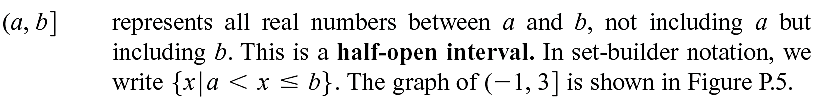 (a, b] represents all real numbers between a and b, not including a but
including b. This is a half-open interval. In set-builder notation, we
write {x|a < x ≤ b}. The graph of (−1, 3] is shown in Figure P.5.